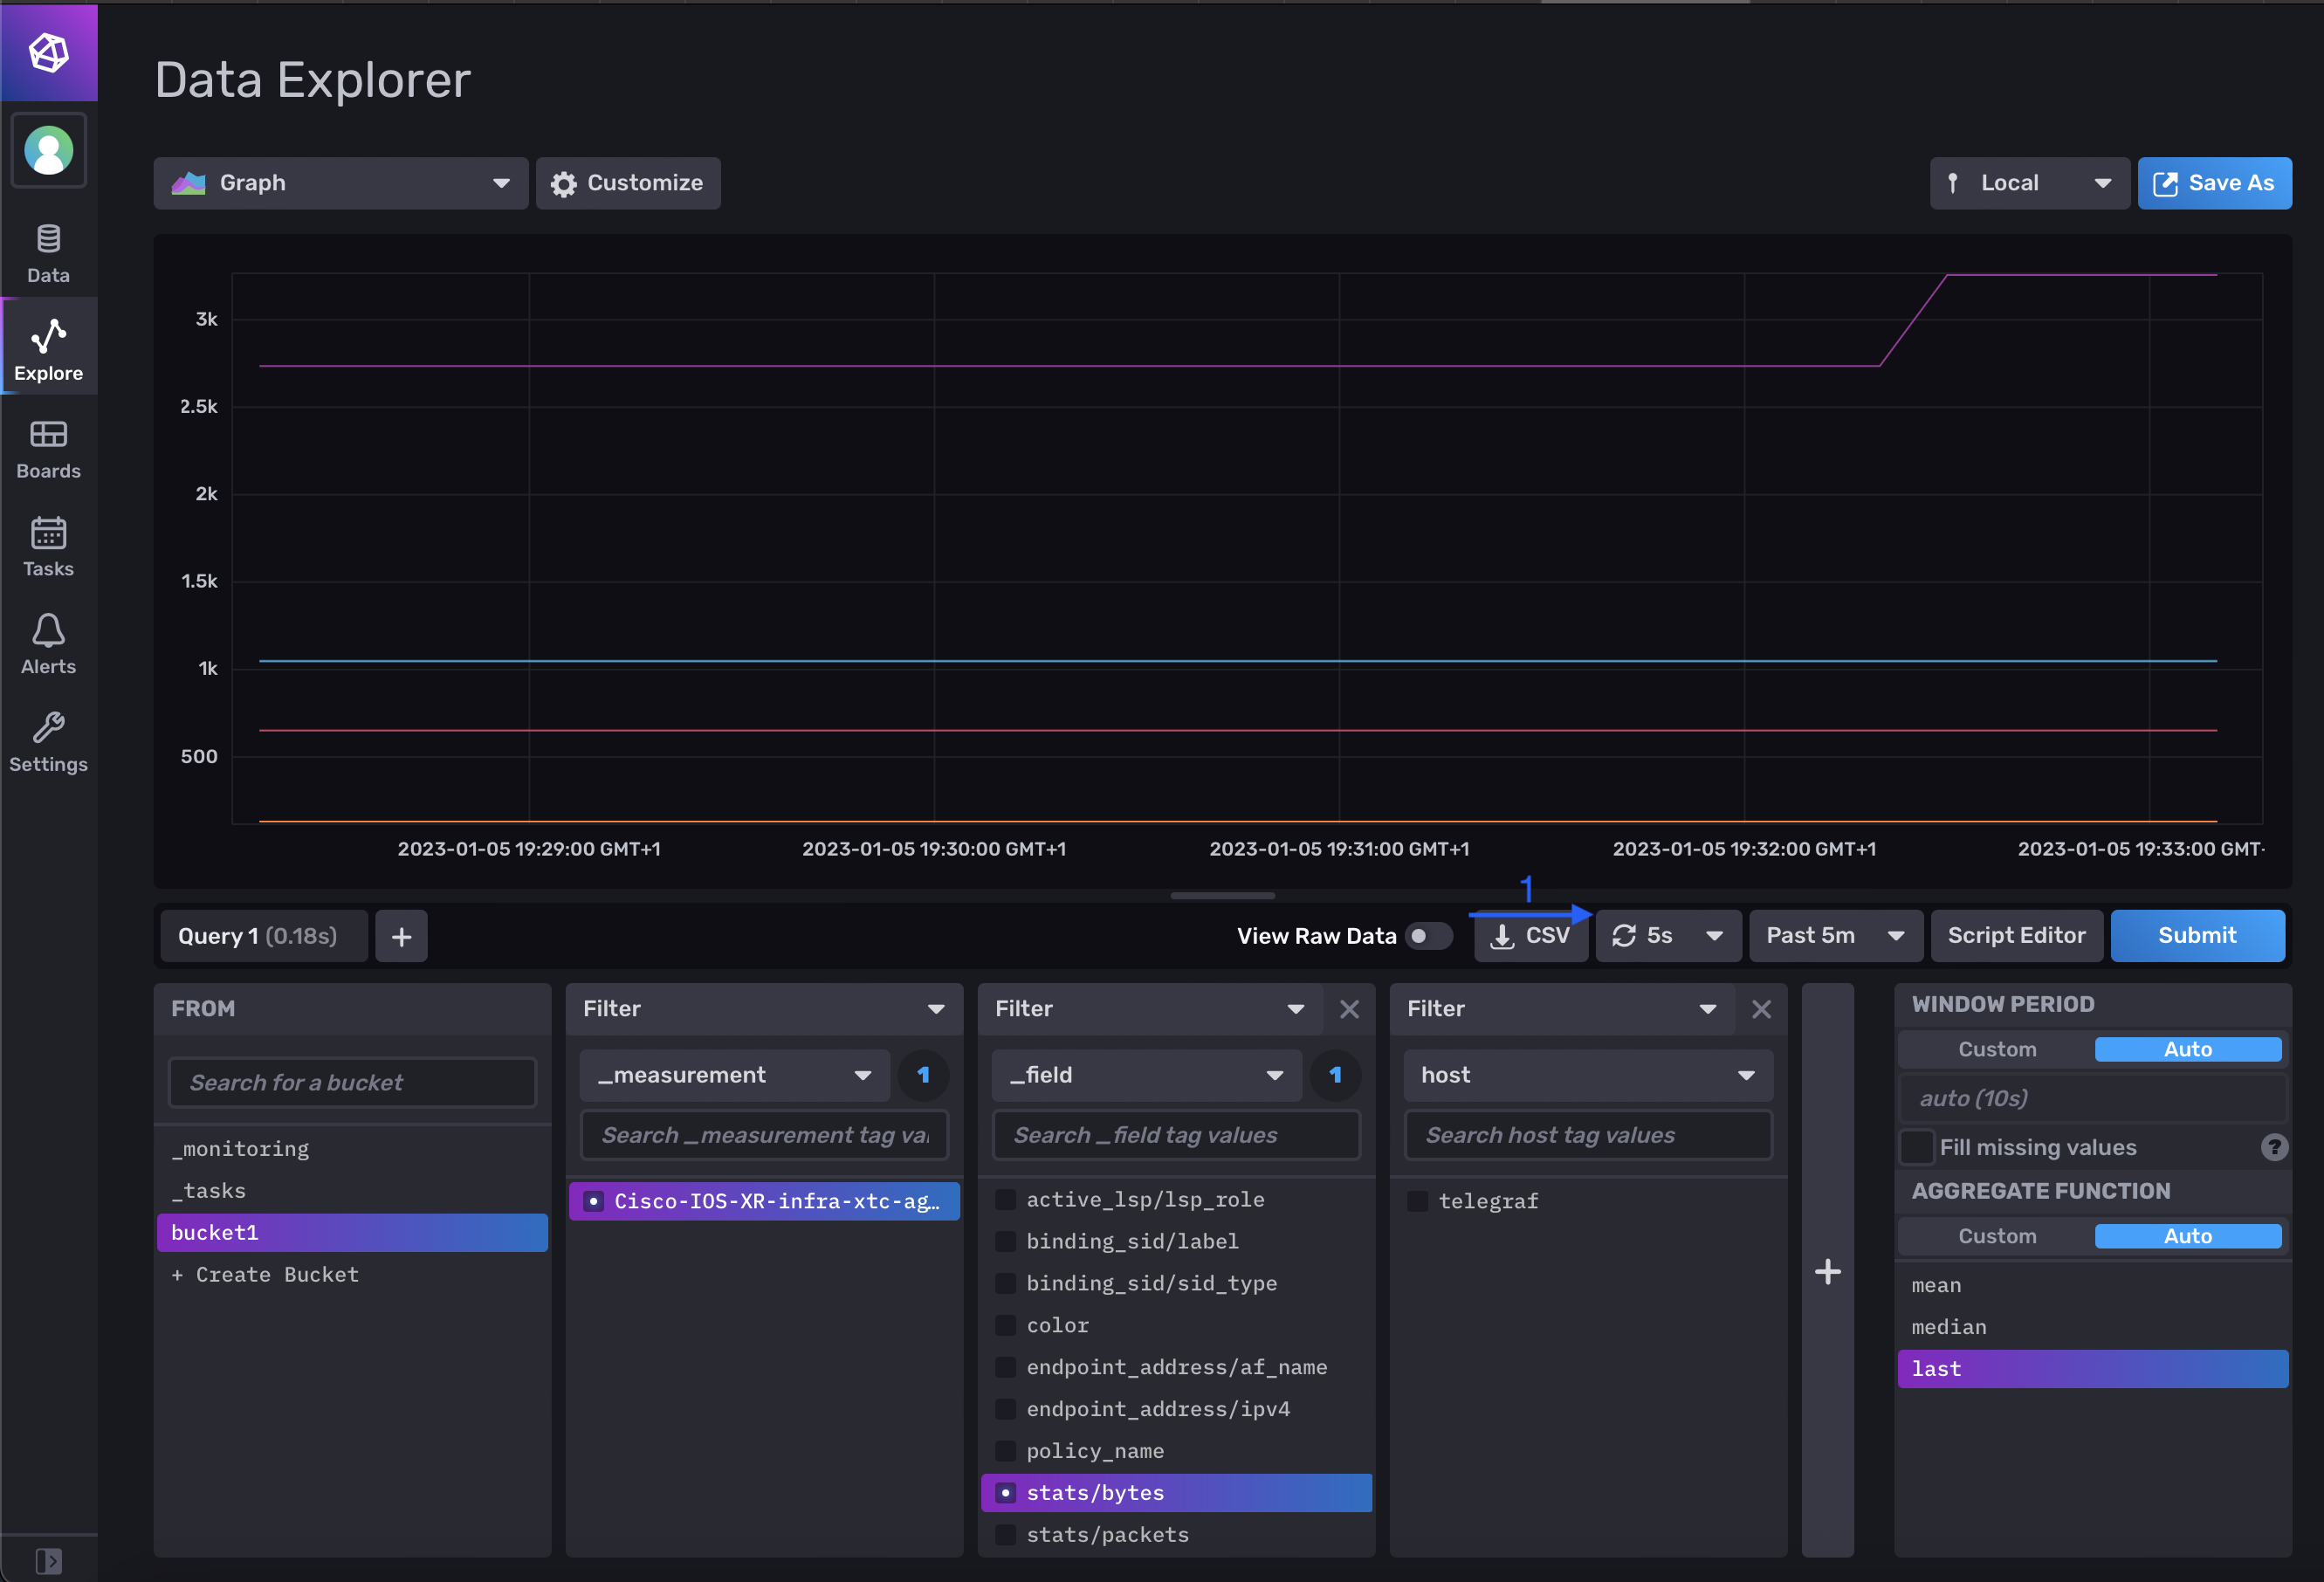 Data Explorer
Graph
Customize
Local
Save As
Data
Explore
Boards
Tasks
Alerts
Settings
3k
2.5k
2k
1.5k
1k
500
2023-01-05 19:29:00 GMT+1
2023-01-05 19:30:00 GMT+1
2023-01-05 19:31:00 GMT+1
2023-01-05 19:32:00 GMT+1
2023-01-05 19:33:00 GMT-
1
Query 1 (0.18s)
+
View Raw Data
CSV
5s
Past 5m
Script Editor
Submit
FROM
Search for a bucket
_monitoring
_tasks
bucket1
+ Create Bucket
Filter
_measurement
1
Search _measurement tag va
Cisco-IOS-XR-infra-xtc-ag…
Filter
_field
1
Search _field tag values
active_lsp/lsp_role
binding_sid/label
binding_sid/sid_type
color
endpoint_address/af_name
endpoint_address/ipv4
policy_name
stats/bytes
stats/packets
Filter
host
Search host tag values
telegraf
+
WINDOW PERIOD
Custom
Auto
auto (10s)
Fill missing values
?
AGGREGATE FUNCTION
Custom
Auto
mean
median
last